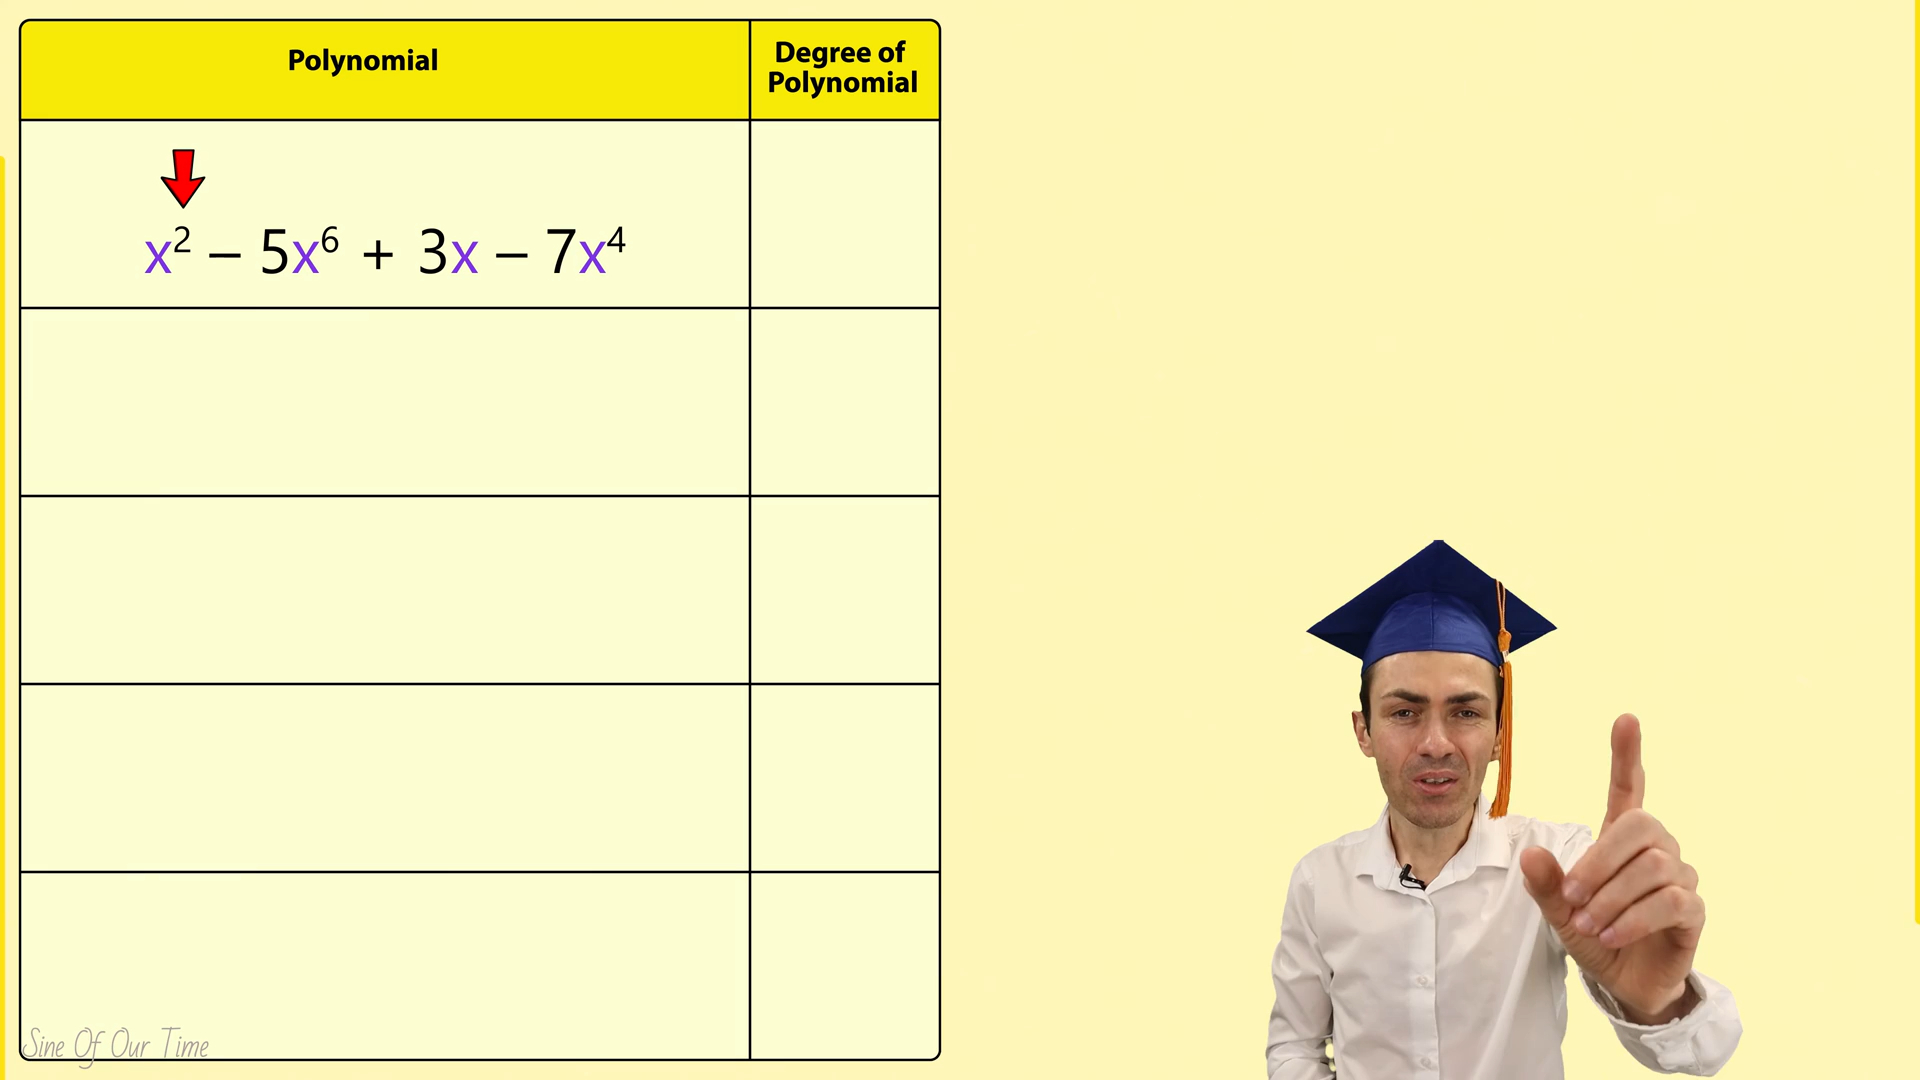 Polynomial
Degree of
Polynomial
x² – 5x⁶ + 3x – 7x⁴
Sine Of Our Time